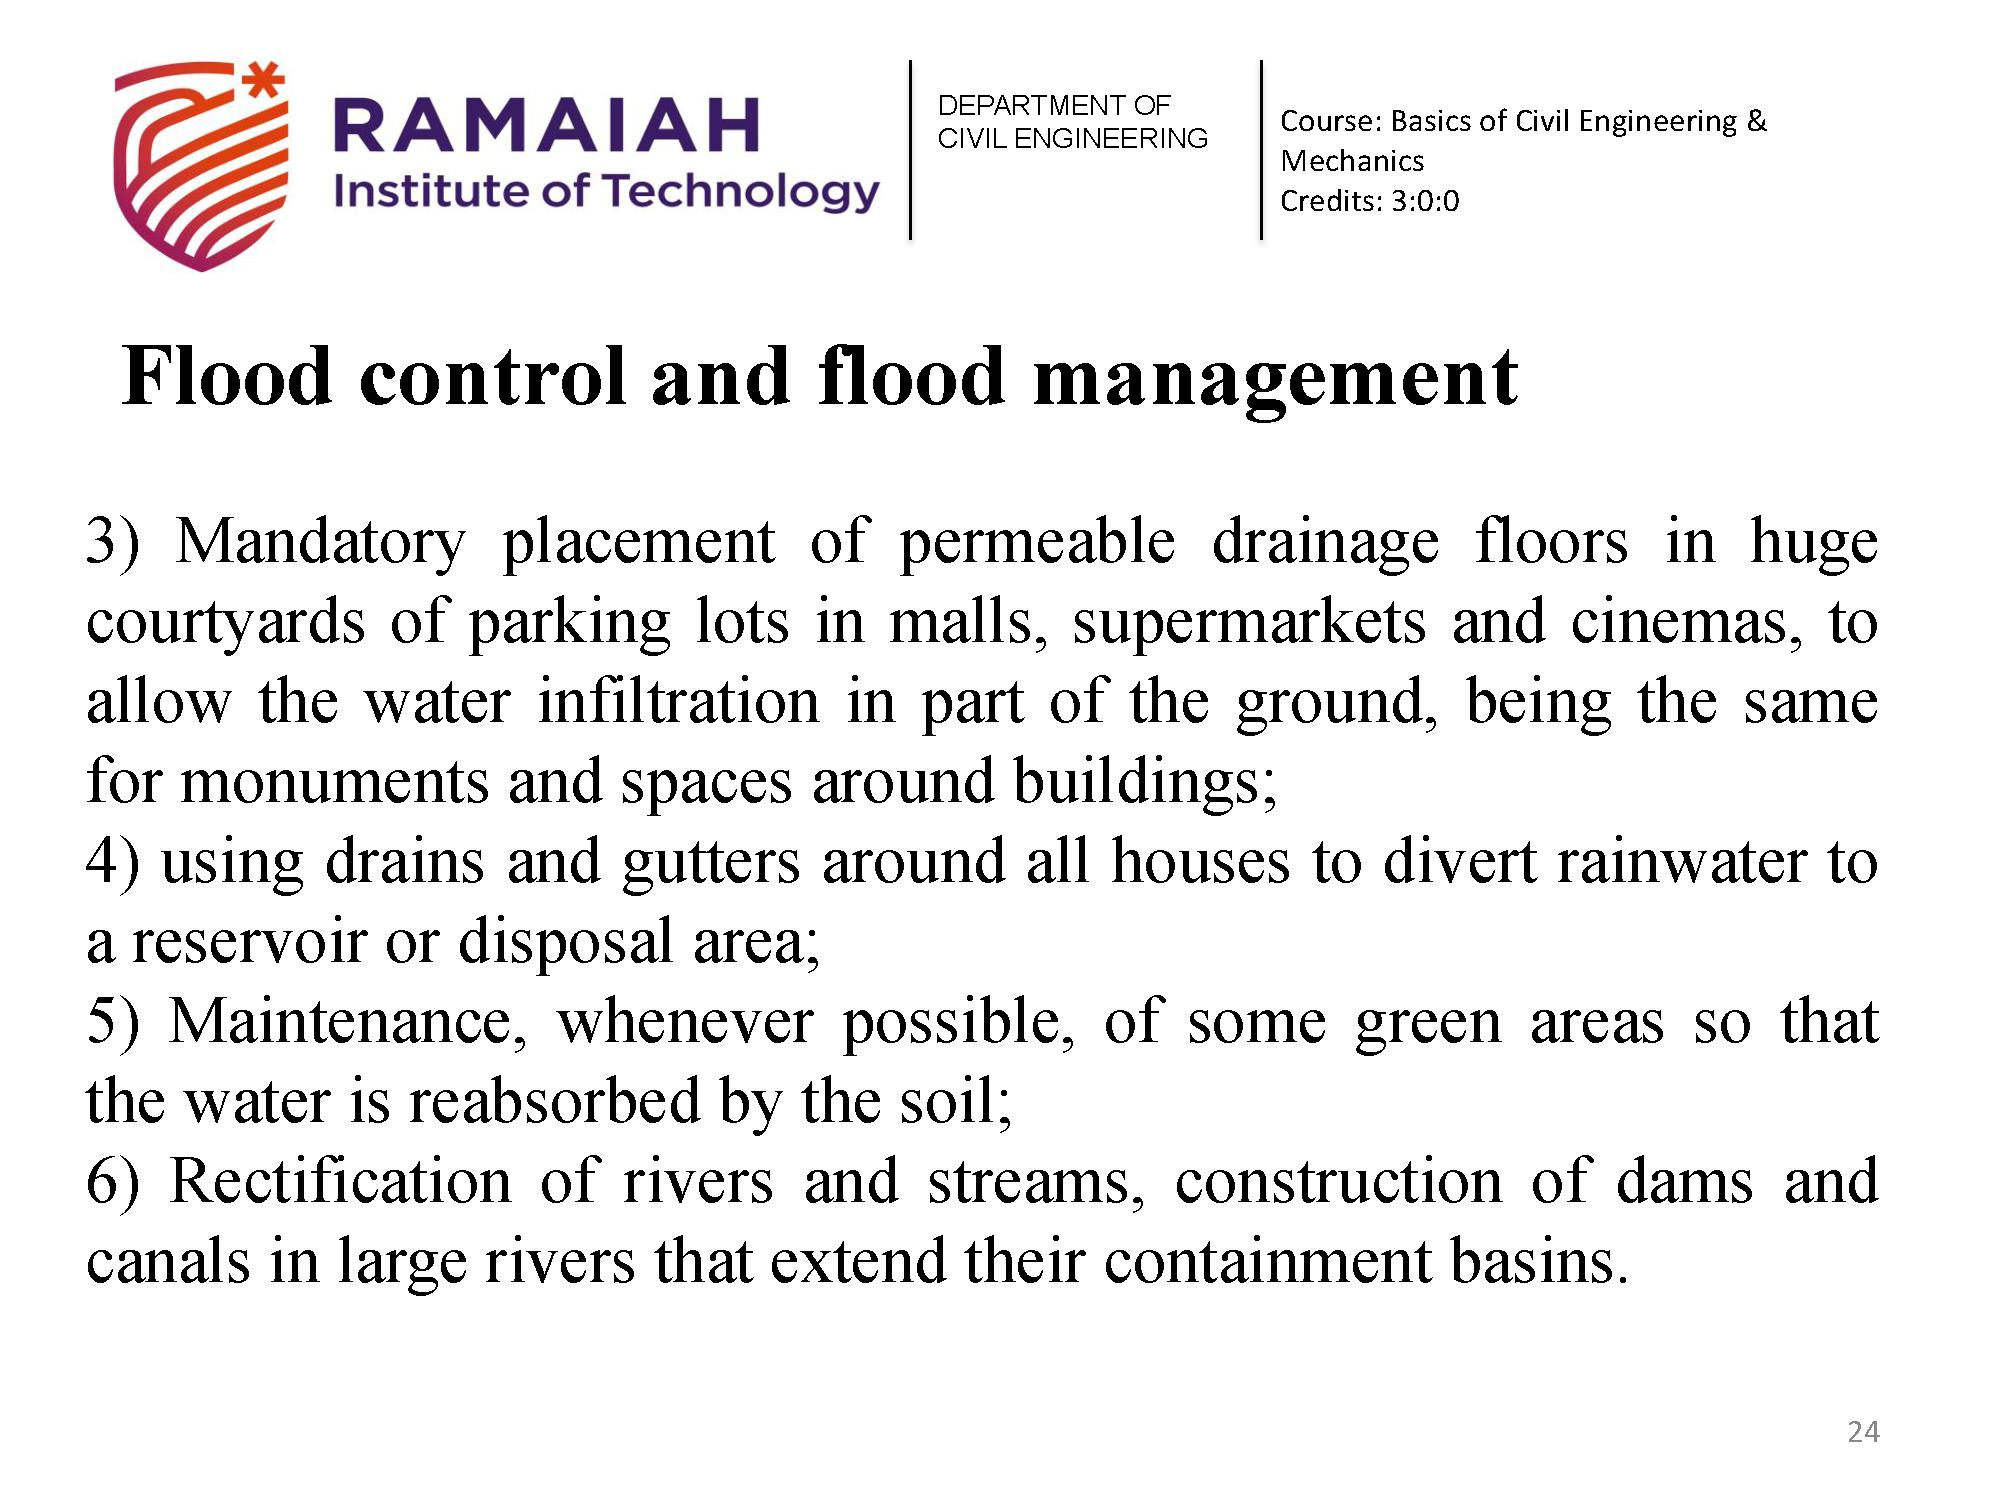 RAMAIAH
Institute of Technology
DEPARTMENT OF
CIVIL ENGINEERING
Course: Basics of Civil Engineering &
Mechanics
Credits: 3:0:0
Flood control and flood management
3) Mandatory placement of permeable drainage floors in huge
courtyards of parking lots in malls, supermarkets and cinemas, to
allow the water infiltration in part of the ground, being the same
for monuments and spaces around buildings;
4) using drains and gutters around all houses to divert rainwater to
a reservoir or disposal area;
5) Maintenance, whenever possible, of some green areas so that
the water is reabsorbed by the soil;
6) Rectification of rivers and streams, construction of dams and
canals in large rivers that extend their containment basins.
24